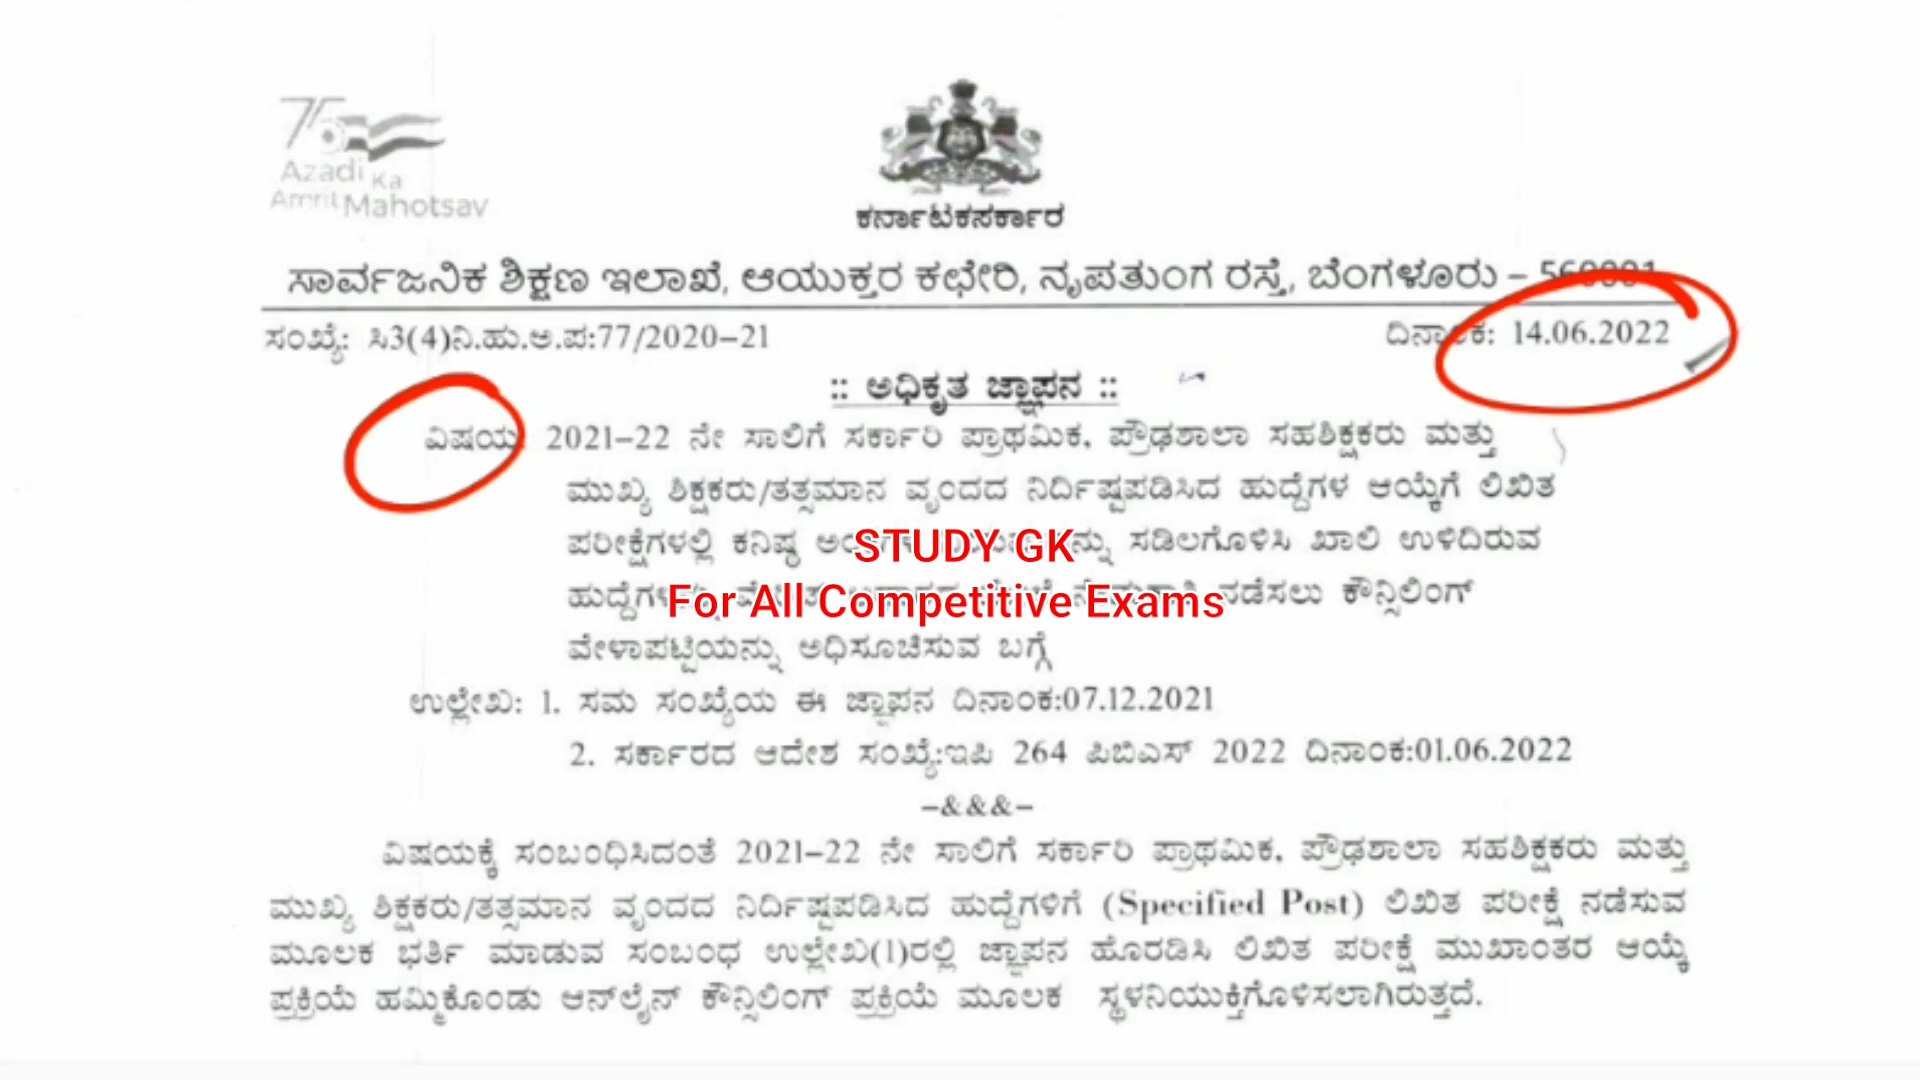 75
Azadi Ka
Amrit Mahotsav
ಕರ್ನಾಟಕಸರ್ಕಾರ
ಸಾರ್ವಜನಿಕ ಶಿಕ್ಷಣ ಇಲಾಖೆ, ಆಯುಕ್ತರ ಕಛೇರಿ, ನೃಪತುಂಗ ರಸ್ತೆ, ಬೆಂಗಳೂರು – 560001
ಸಂಖ್ಯೆ: ಸಿ3(4)ನಿ.ಹು.ಆ.ಪ:77/2020-21 ದಿನಾಂಕ: 14.06.2022
:: ಅಧಿಕೃತ ಜ್ಞಾಪನ ::
ವಿಷಯ: 2021-22 ನೇ ಸಾಲಿಗೆ ಸರ್ಕಾರಿ ಪ್ರಾಥಮಿಕ, ಪ್ರೌಢಶಾಲಾ ಸಹಶಿಕ್ಷಕರು ಮತ್ತು
ಮುಖ್ಯ ಶಿಕ್ಷಕರು/ತತ್ಸಮಾನ ವೃಂದದ ನಿರ್ದಿಷ್ಟಪಡಿಸಿದ ಹುದ್ದೆಗಳ ಆಯ್ಕೆಗೆ ಲಿಖಿತ
ಪರೀಕ್ಷೆಗಳಲ್ಲಿ ಕನಿಷ್ಠ ಸಡಿಲಗೊಳಿಸಿ ಖಾಲಿ ಉಳಿದಿರುವ
STUDY GK
ನಡೆಸಲು ಕೌನ್ಸಿಲಿಂಗ್
For All Competitive Exams
ವೇಳಾಪಟ್ಟಿಯನ್ನು ಅಧಿಸೂಚಿಸುವ ಬಗ್ಗೆ
ಉಲ್ಲೇಖ: 1. ಸಮ ಸಂಖ್ಯೆಯ ಈ ಜ್ಞಾಪನ ದಿನಾಂಕ:07.12.2021
2. ಸರ್ಕಾರದ ಆದೇಶ ಸಂಖ್ಯೆ:ಇಪಿ 264 ಪಿಬಿಎಸ್ 2022 ದಿನಾಂಕ:01.06.2022
-&&&-
ವಿಷಯಕ್ಕೆ ಸಂಬಂಧಿಸಿದಂತೆ 2021-22 ನೇ ಸಾಲಿಗೆ ಸರ್ಕಾರಿ ಪ್ರಾಥಮಿಕ, ಪ್ರೌಢಶಾಲಾ ಸಹಶಿಕ್ಷಕರು ಮತ್ತು
ಮುಖ್ಯ ಶಿಕ್ಷಕರು/ತತ್ಸಮಾನ ವೃಂದದ ನಿರ್ದಿಷ್ಟಪಡಿಸಿದ ಹುದ್ದೆಗಳಿಗೆ (Specified Post) ಲಿಖಿತ ಪರೀಕ್ಷೆ ನಡೆಸುವ
ಮೂಲಕ ಭರ್ತಿ ಮಾಡುವ ಸಂಬಂಧ ಉಲ್ಲೇಖ(1)ರಲ್ಲಿ ಜ್ಞಾಪನ ಹೊರಡಿಸಿ ಲಿಖಿತ ಪರೀಕ್ಷೆ ಮುಖಾಂತರ ಆಯ್ಕೆ
ಪ್ರಕ್ರಿಯೆ ಹಮ್ಮಿಕೊಂಡು ಆನ್‌ಲೈನ್ ಕೌನ್ಸಿಲಿಂಗ್ ಪ್ರಕ್ರಿಯೆ ಮೂಲಕ ಸ್ಥಳನಿಯುಕ್ತಿಗೊಳಿಸಲಾಗಿರುತ್ತದೆ.